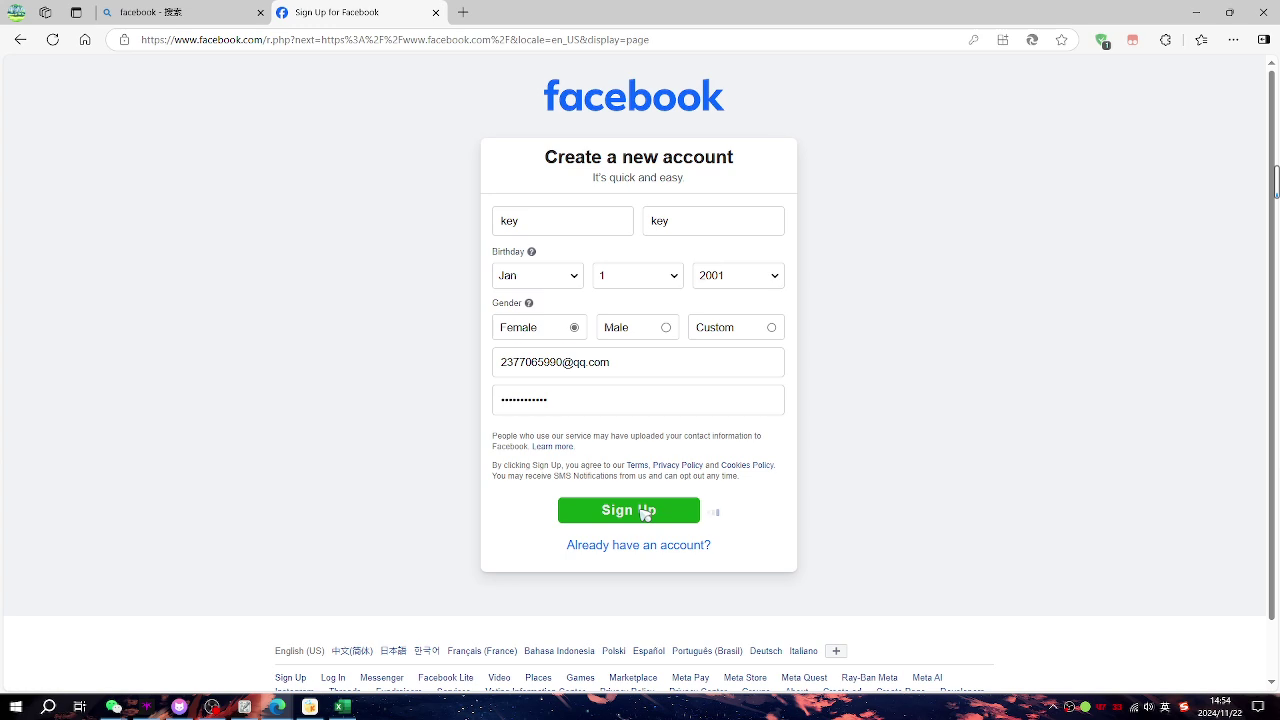 facebook - 搜索
Sign Up for Facebook
https://www.facebook.com/r.php?next=https%3A%2F%2Fwww.facebook.com%2F&locale=en_US&display=page
1
facebook
Create a new account
It's quick and easy.
key key
Birthday ?
Jan 1 2001
Gender ?
Female Male Custom
2377065990@qq.com
••••••••••••
People who use our service may have uploaded your contact information to
Facebook. Learn more.
By clicking Sign Up, you agree to our Terms, Privacy Policy and Cookies Policy.
You may receive SMS Notifications from us and can opt out any time.
Sign Up
Already have an account?
English (US) 中文(简体) 日本語 한국어 Français (France) Bahasa Indonesia Polski Español Português (Brasil) Deutsch Italiano +
Sign Up Log In Messenger Facebook Lite Video Places Games Marketplace Meta Pay Meta Store Meta Quest Ray-Ban Meta Meta AI
英
14:54
2024/11/22